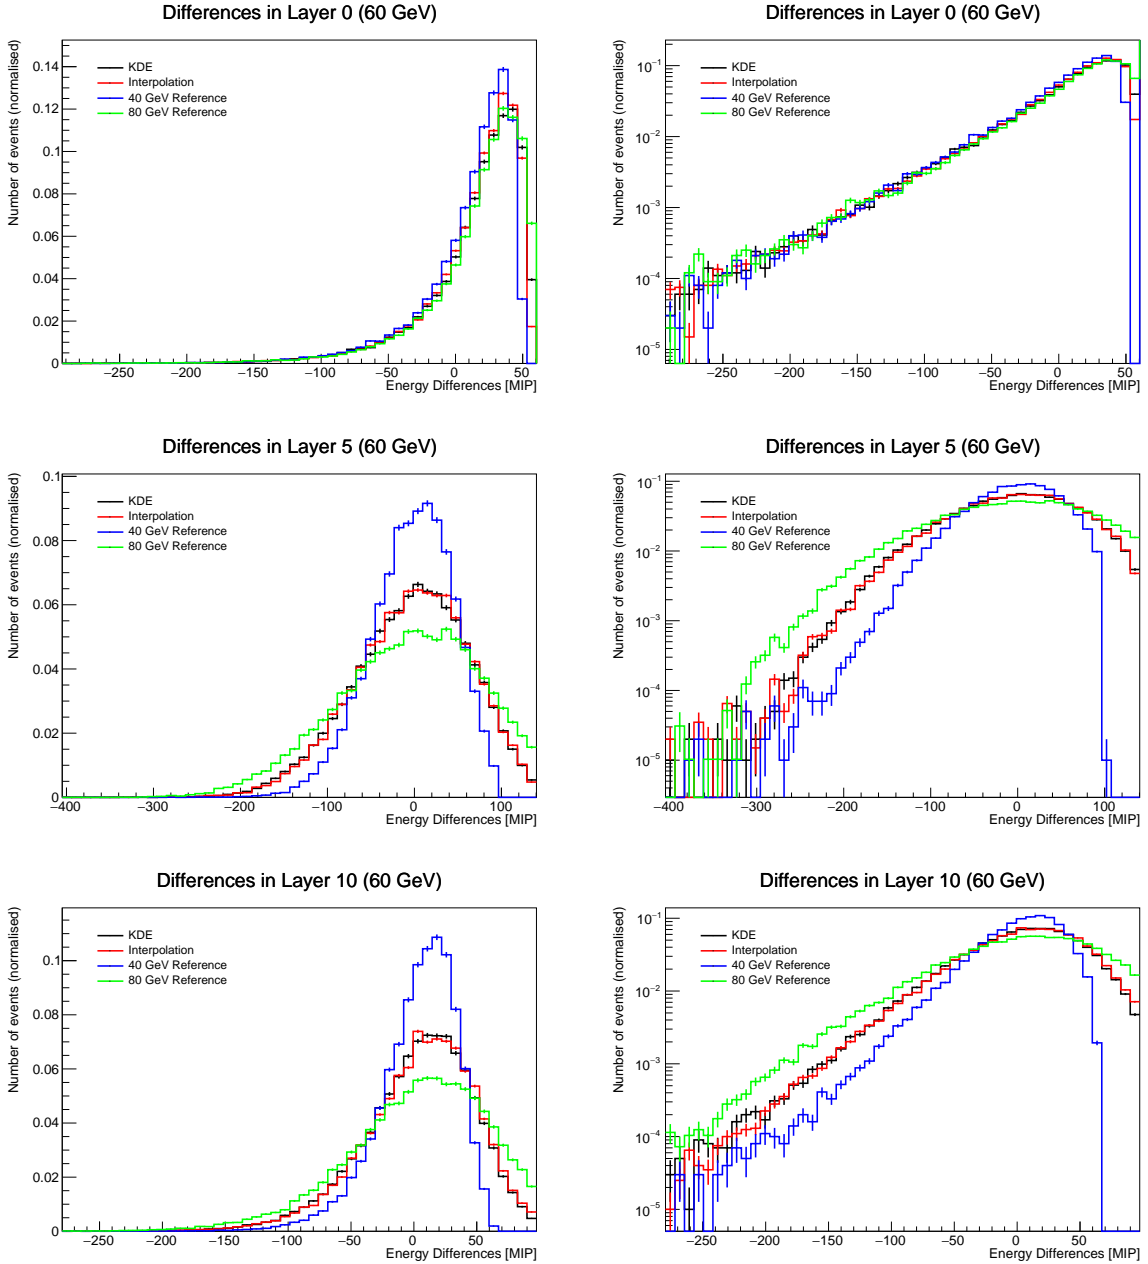 Differences in Layer 0 (60 GeV)
Number of events (normalised)
0.14
0.12
0.1
0.08
0.06
0.04
0.02
0
KDE
Interpolation
40 GeV Reference
80 GeV Reference
−250 −200 −150 −100 −50 0 50
Energy Differences [MIP]
Differences in Layer 0 (60 GeV)
Number of events (normalised)
10−1
10−2
10−3
10−4
10−5
KDE
Interpolation
40 GeV Reference
80 GeV Reference
−250 −200 −150 −100 −50 0 50
Energy Differences [MIP]
Differences in Layer 5 (60 GeV)
Number of events (normalised)
0.1
0.08
0.06
0.04
0.02
0
KDE
Interpolation
40 GeV Reference
80 GeV Reference
−400 −300 −200 −100 0 100
Energy Differences [MIP]
Differences in Layer 5 (60 GeV)
Number of events (normalised)
10−1
10−2
10−3
10−4
10−5
KDE
Interpolation
40 GeV Reference
80 GeV Reference
−400 −300 −200 −100 0 100
Energy Differences [MIP]
Differences in Layer 10 (60 GeV)
Number of events (normalised)
0.1
0.08
0.06
0.04
0.02
0
KDE
Interpolation
40 GeV Reference
80 GeV Reference
−250 −200 −150 −100 −50 0 50
Energy Differences [MIP]
Differences in Layer 10 (60 GeV)
Number of events (normalised)
10−1
10−2
10−3
10−4
10−5
KDE
Interpolation
40 GeV Reference
80 GeV Reference
−250 −200 −150 −100 −50 0 50
Energy Differences [MIP]